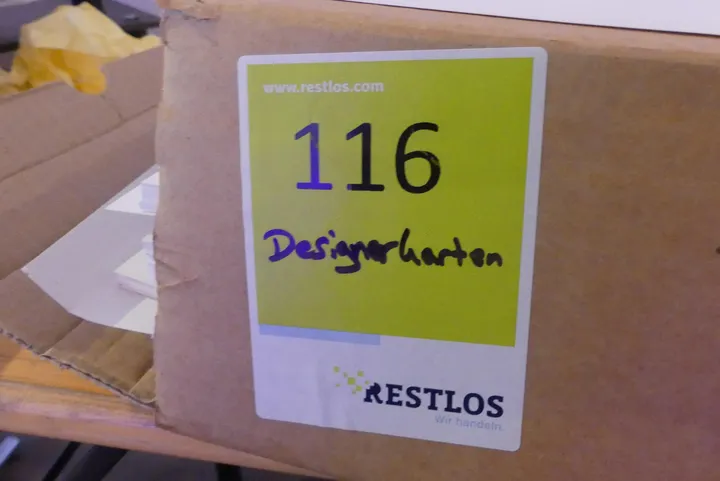 www.restlos.com
116
Designerkarten
RESTLOS
Wir handeln.